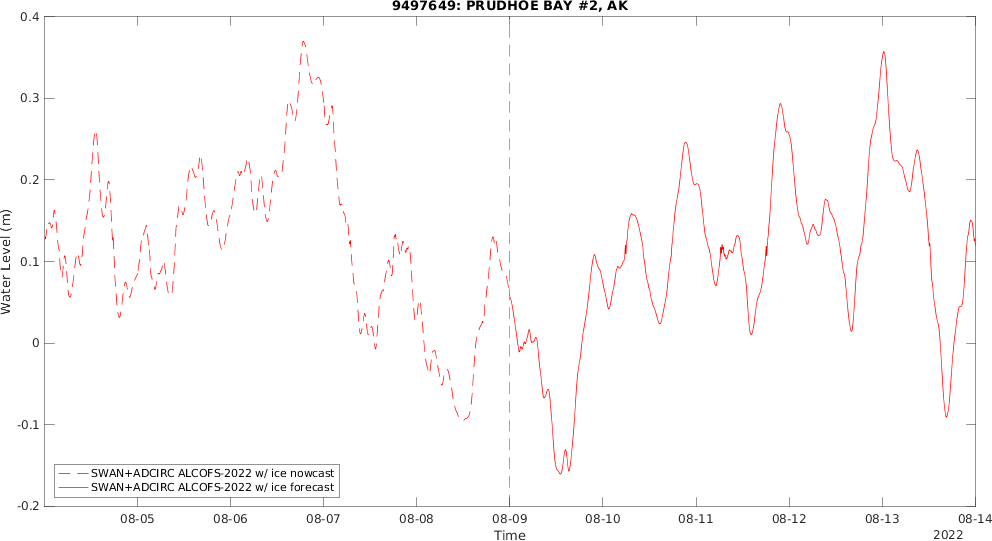 9497649: PRUDHOE BAY #2, AK
0.4
0.3
0.2
0.1
0
-0.1
-0.2
Water Level (m)
SWAN+ADCIRC ALCOFS-2022 w/ ice nowcast
SWAN+ADCIRC ALCOFS-2022 w/ ice forecast
08-05 08-06 08-07 08-08 08-09 08-10 08-11 08-12 08-13 08-14
Time
2022